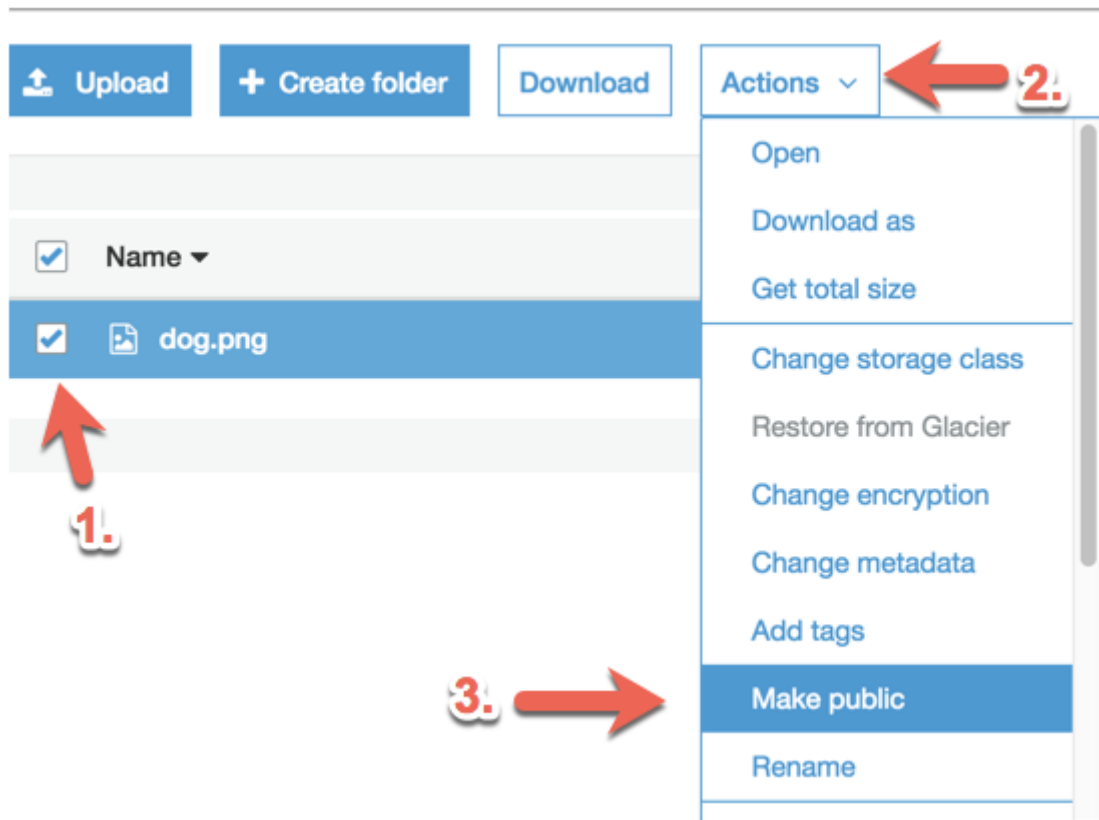 Upload
+ Create folder
Download
Actions
2.
Open
Download as
Name
Get total size
dog.png
Change storage class
Restore from Glacier
Change encryption
1.
Change metadata
Add tags
3.
Make public
Rename